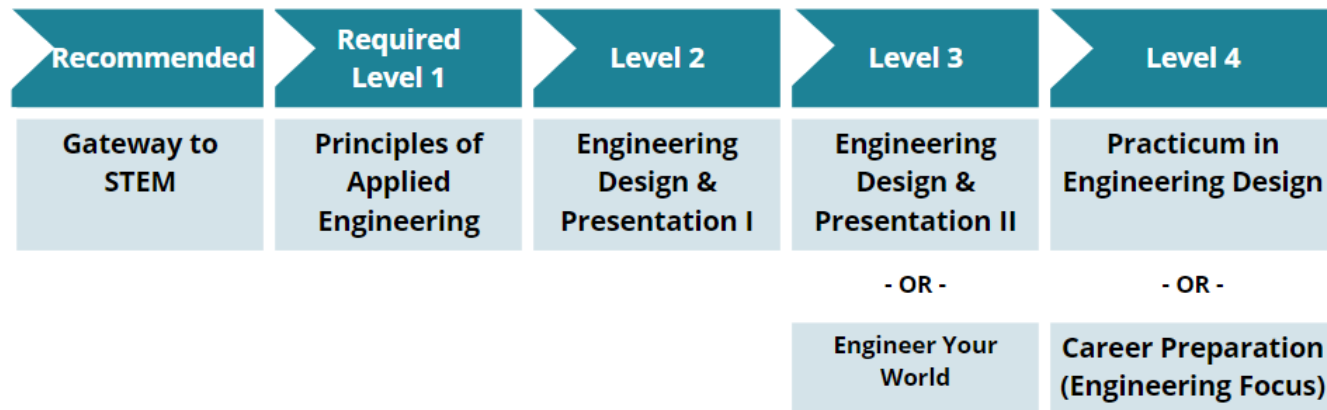 Recommended
Required
Level 1
Level 2
Level 3
Level 4
Gateway to
STEM
Principles of
Applied
Engineering
Engineering
Design &
Presentation I
Engineering
Design &
Presentation II
Practicum in
Engineering Design
- OR -
- OR -
Engineer Your
World
Career Preparation
(Engineering Focus)